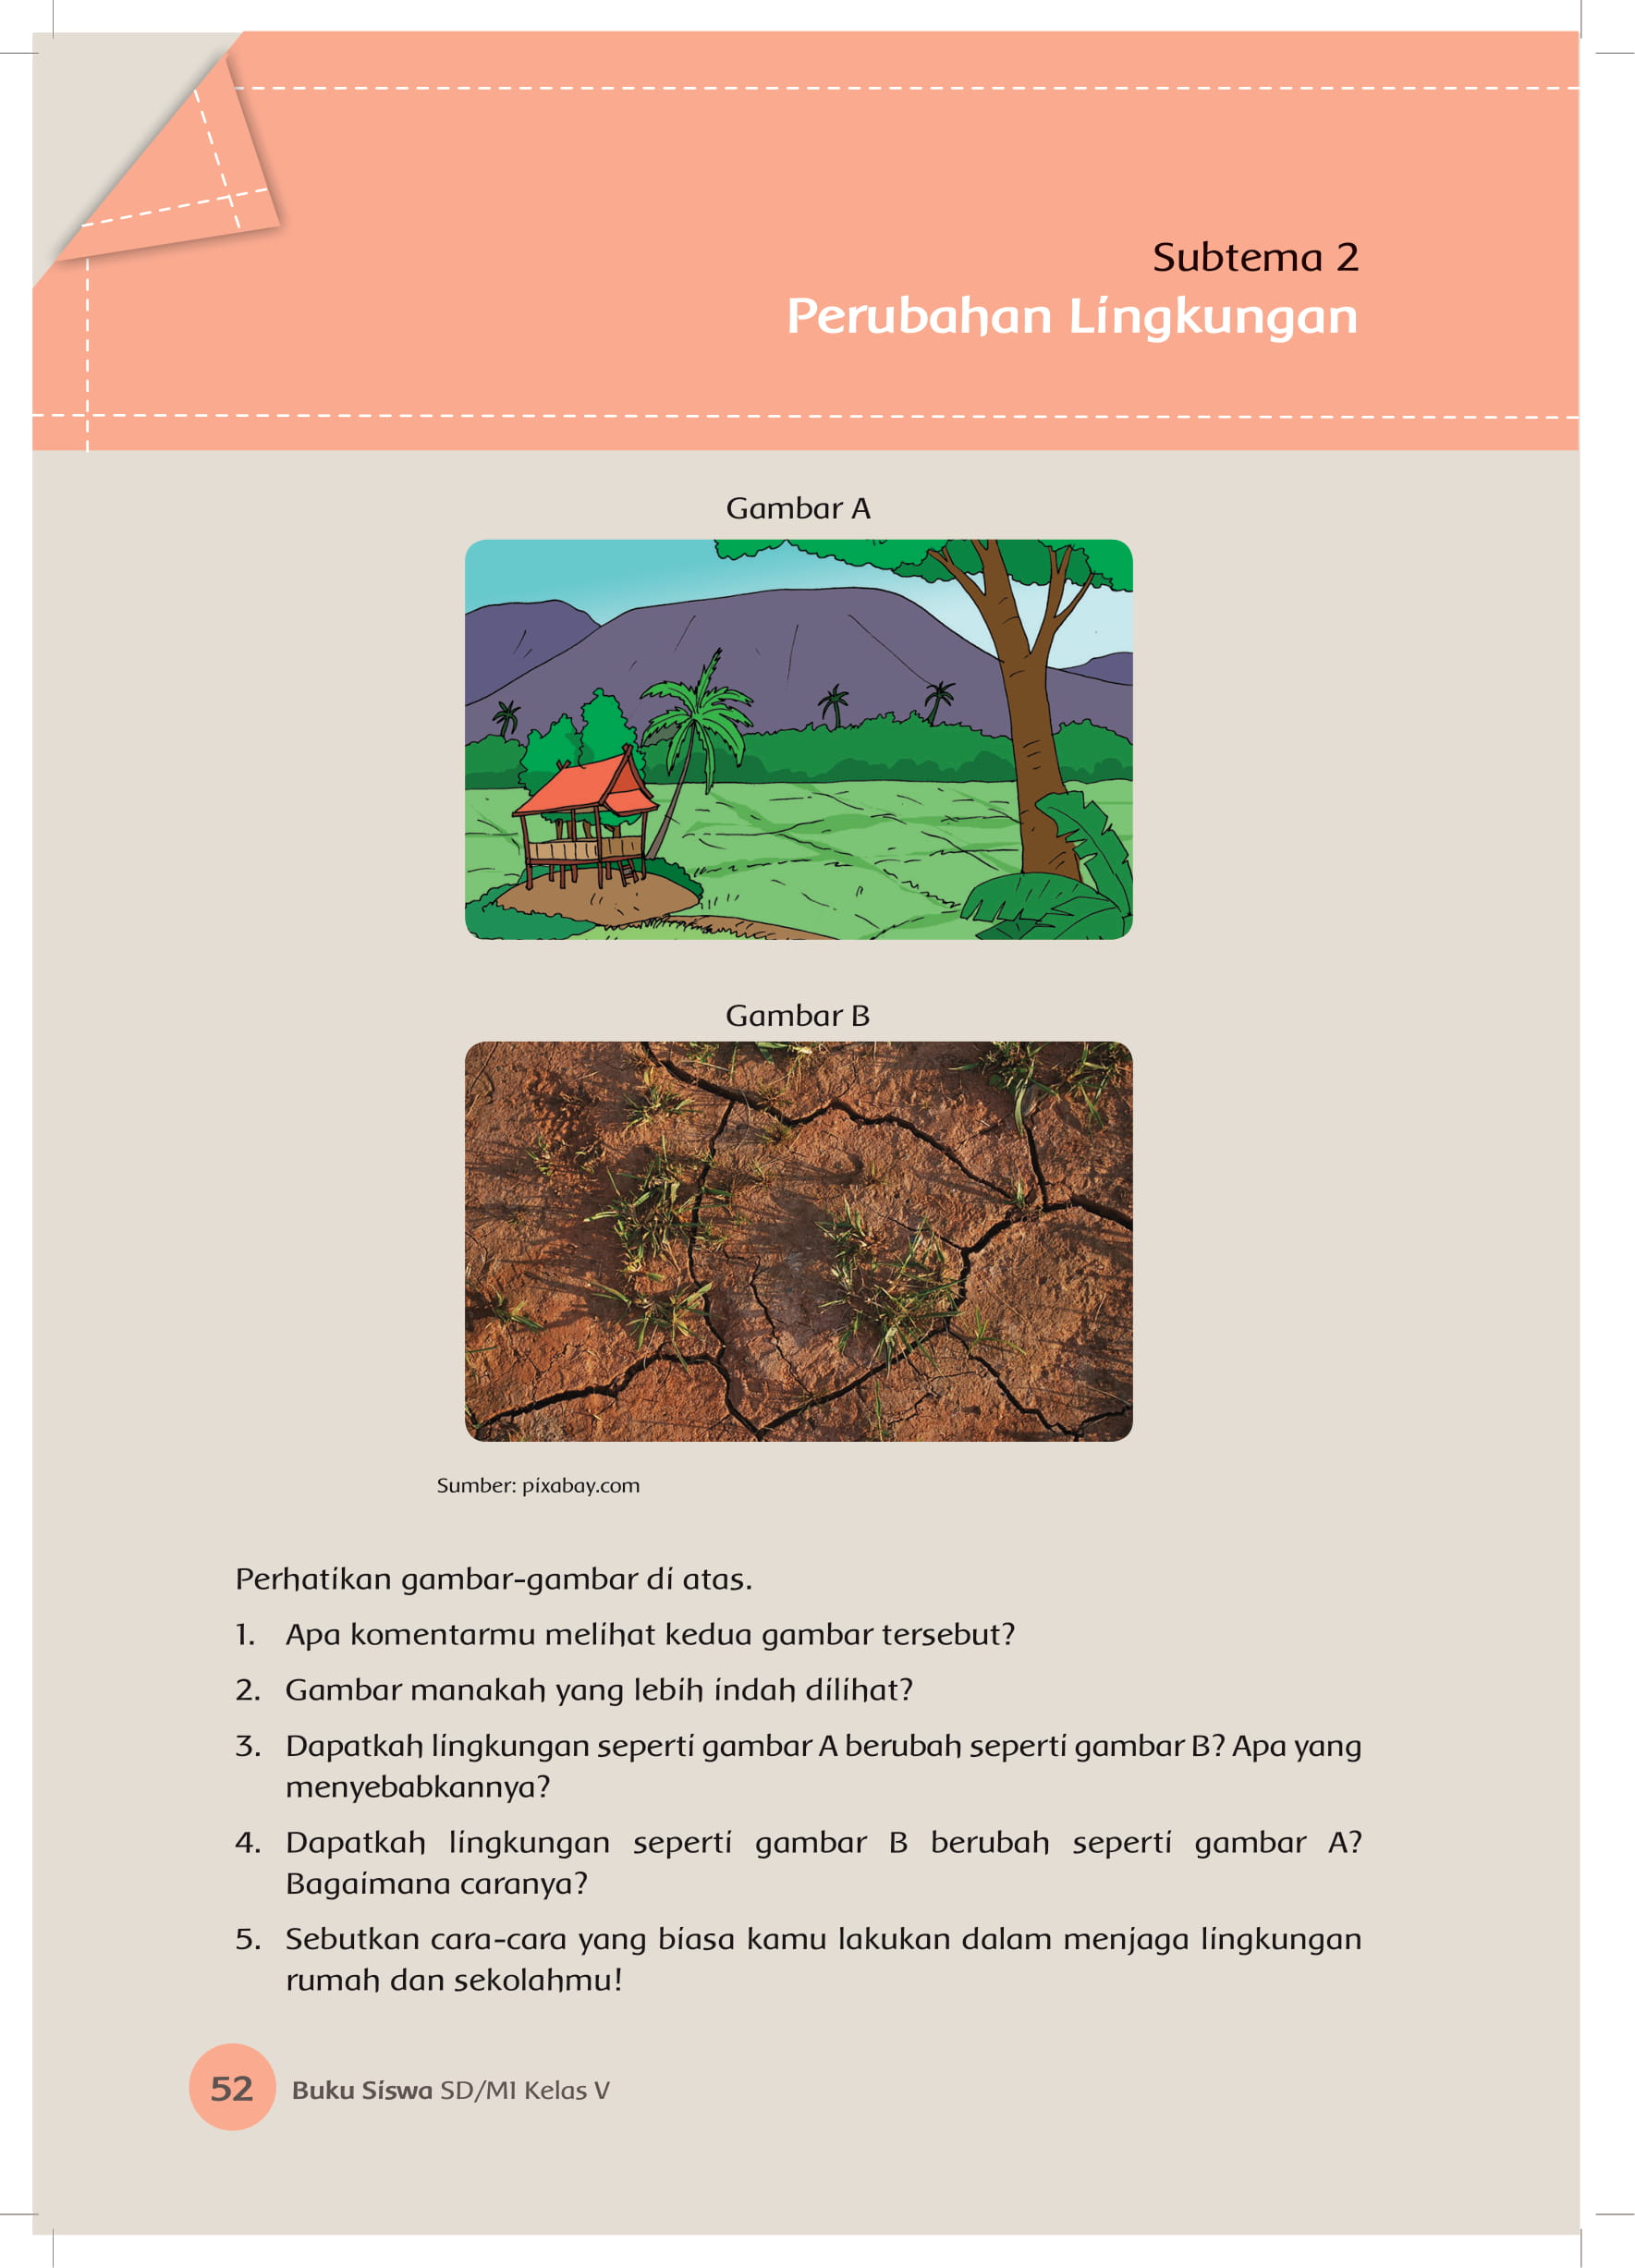 Subtema 2
Perubahan Lingkungan
Gambar A
Gambar B
Sumber: pixabay.com
Perhatikan gambar-gambar di atas.
1. Apa komentarmu melihat kedua gambar tersebut?
2. Gambar manakah yang lebih indah dilihat?
3. Dapatkah lingkungan seperti gambar A berubah seperti gambar B? Apa yang
menyebabkannya?
4. Dapatkah lingkungan seperti gambar B berubah seperti gambar A?
Bagaimana caranya?
5. Sebutkan cara-cara yang biasa kamu lakukan dalam menjaga lingkungan
rumah dan sekolahmu!
52 Buku Siswa SD/MI Kelas V